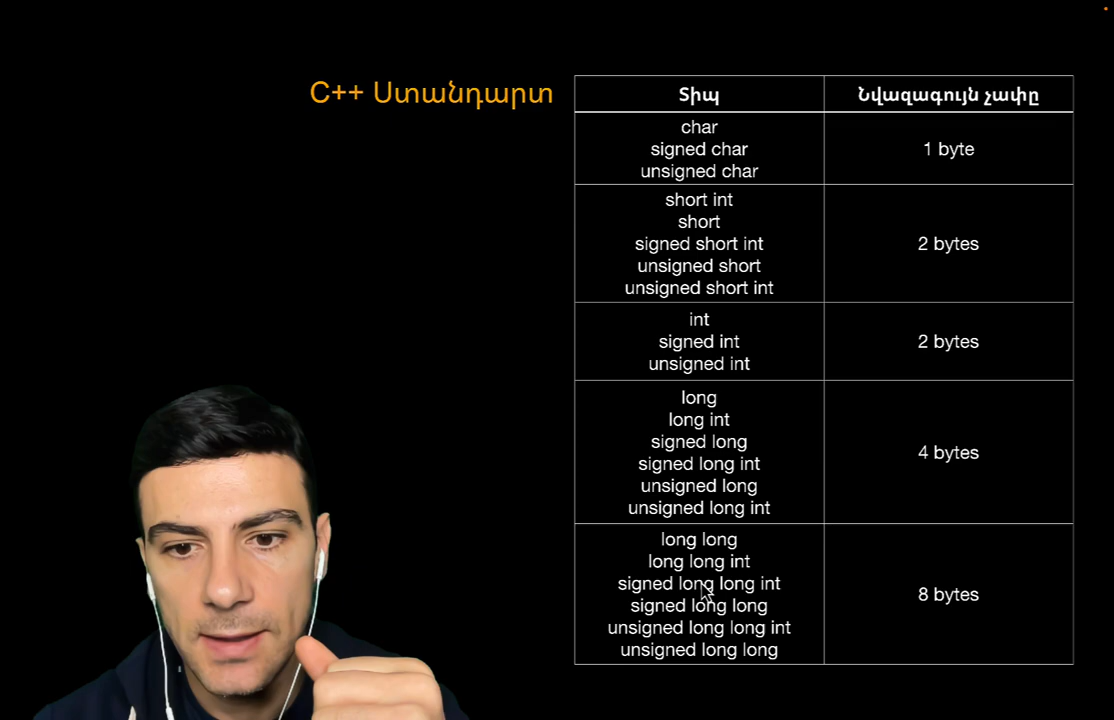 C++ Ստանդարտ
Տիպ
Նվազագույն չափը
char
signed char
unsigned char
1 byte
short int
short
signed short int
unsigned short
unsigned short int
2 bytes
int
signed int
unsigned int
2 bytes
long
long int
signed long
signed long int
unsigned long
unsigned long int
4 bytes
long long
long long int
signed long long int
signed long long
unsigned long long int
unsigned long long
8 bytes